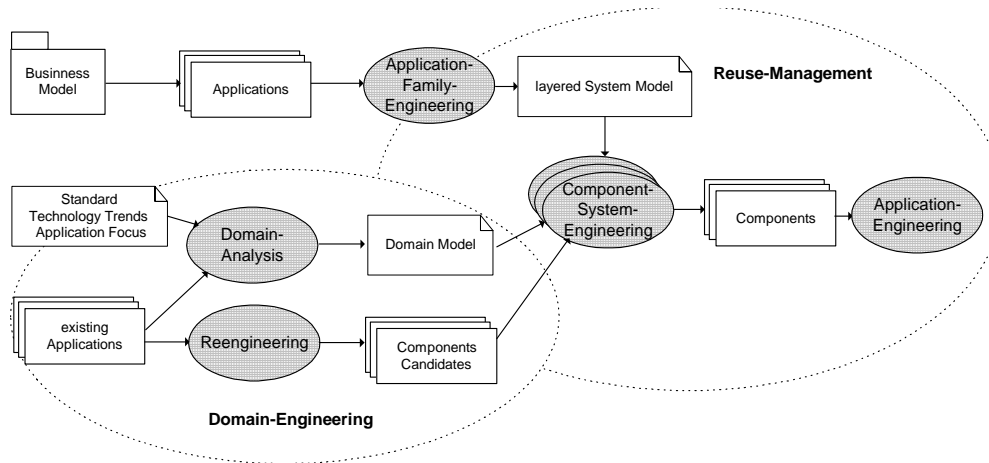 Businness
Model
Applications
Application-
Family-
Engineering
layered System Model
Reuse-Management
Standard
Technology Trends
Application Focus
Domain-
Analysis
Domain Model
Component-
System-
Engineering
Components
Application-
Engineering
existing
Applications
Reengineering
Components
Candidates
Domain-Engineering